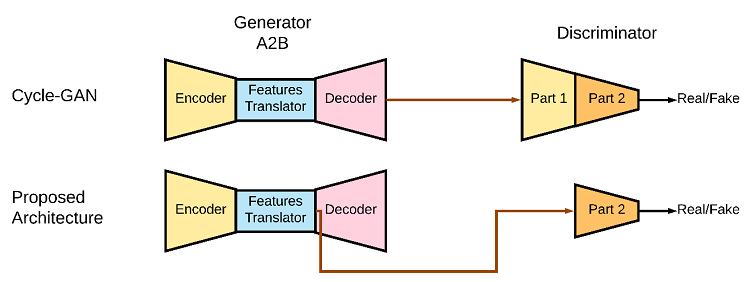 Generator
A2B
Discriminator
Cycle-GAN
Encoder
Features
Translator
Decoder
Part 1
Part 2
Real/Fake
Proposed
Architecture
Encoder
Features
Translator
Decoder
Part 2
Real/Fake